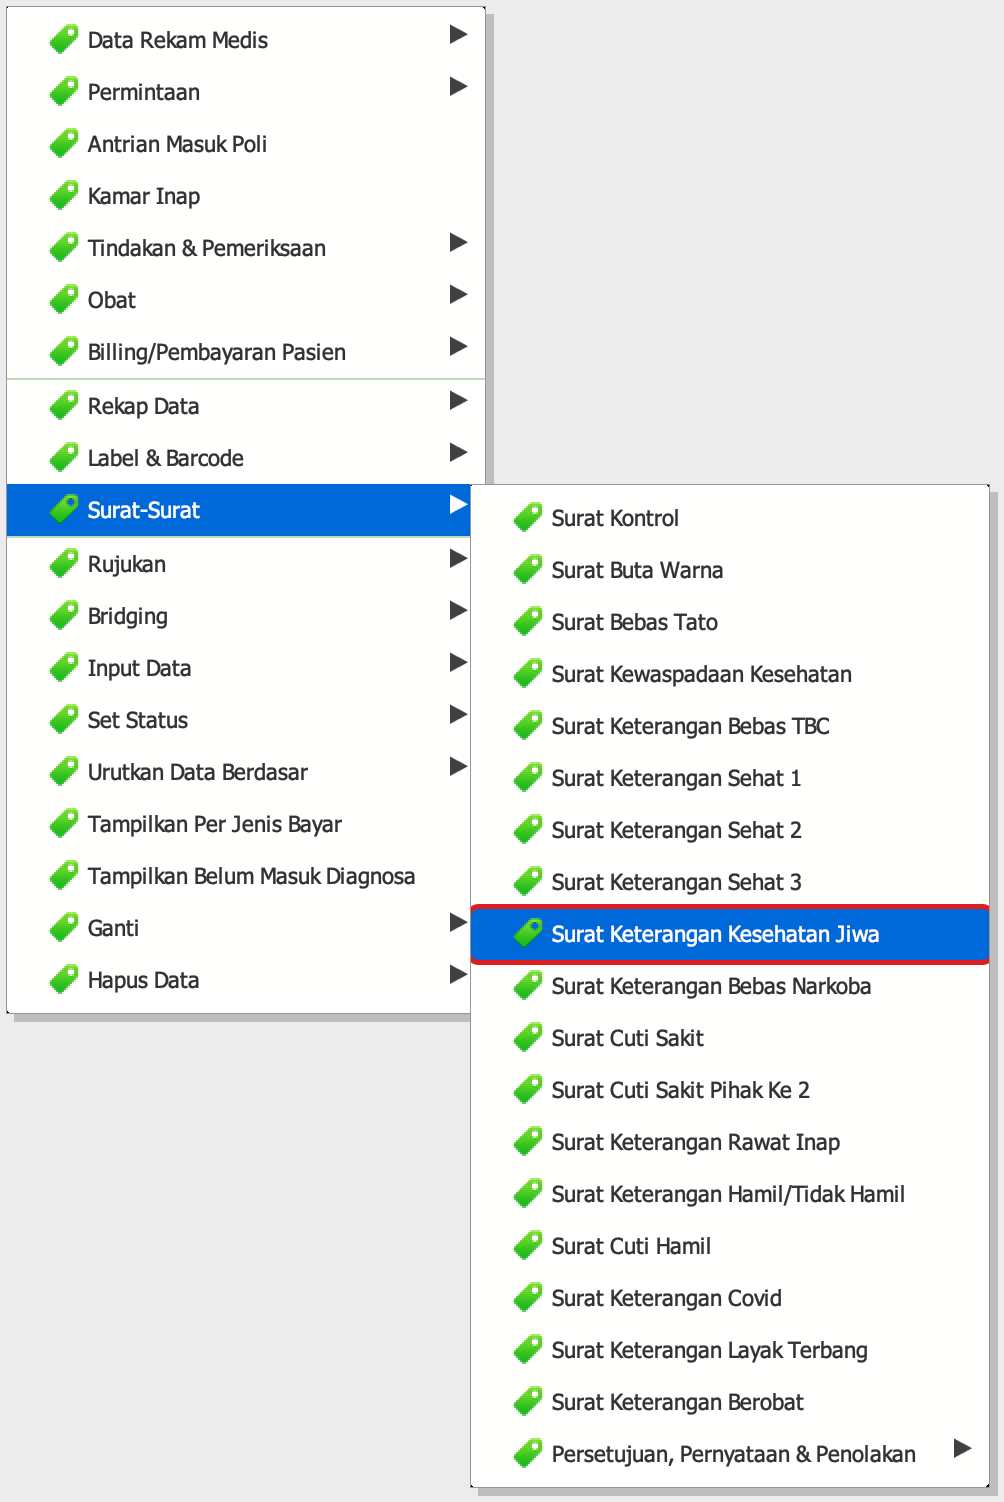 Data Rekam Medis
Permintaan
Antrian Masuk Poli
Kamar Inap
Tindakan & Pemeriksaan
Obat
Billing/Pembayaran Pasien
Rekap Data
Label & Barcode
Surat-Surat
Rujukan
Bridging
Input Data
Set Status
Urutkan Data Berdasar
Tampilkan Per Jenis Bayar
Tampilkan Belum Masuk Diagnosa
Ganti
Hapus Data
Surat Kontrol
Surat Buta Warna
Surat Bebas Tato
Surat Kewaspadaan Kesehatan
Surat Keterangan Bebas TBC
Surat Keterangan Sehat 1
Surat Keterangan Sehat 2
Surat Keterangan Sehat 3
Surat Keterangan Kesehatan Jiwa
Surat Keterangan Bebas Narkoba
Surat Cuti Sakit
Surat Cuti Sakit Pihak Ke 2
Surat Keterangan Rawat Inap
Surat Keterangan Hamil/Tidak Hamil
Surat Cuti Hamil
Surat Keterangan Covid
Surat Keterangan Layak Terbang
Surat Keterangan Berobat
Persetujuan, Pernyataan & Penolakan